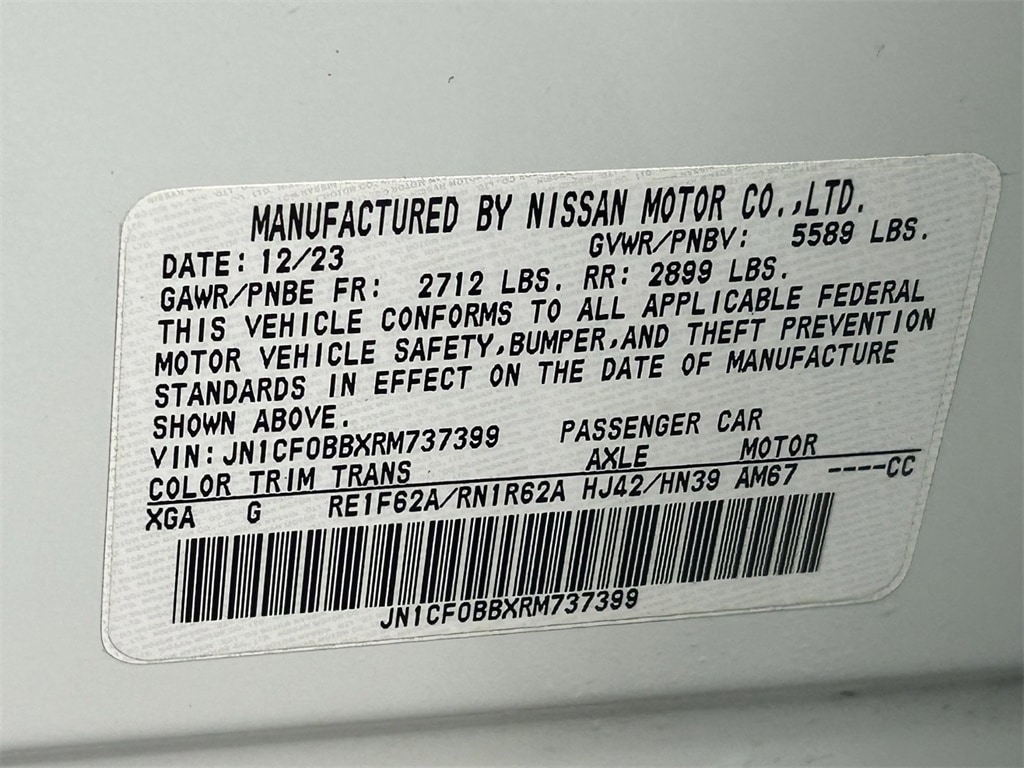 MANUFACTURED BY NISSAN MOTOR CO.,LTD.
DATE: 12/23 GVWR/PNBV: 5589 LBS.
GAWR/PNBE FR: 2712 LBS. RR: 2899 LBS.
THIS VEHICLE CONFORMS TO ALL APPLICABLE FEDERAL
MOTOR VEHICLE SAFETY,BUMPER,AND THEFT PREVENTION
STANDARDS IN EFFECT ON THE DATE OF MANUFACTURE
SHOWN ABOVE.
VIN: JN1CF0BBXRM737399 PASSENGER CAR
COLOR TRIM TRANS AXLE MOTOR
XGA G RE1F62A/RN1R62A HJ42/HN39 AM67 ----CC
JN1CF0BBXRM737399